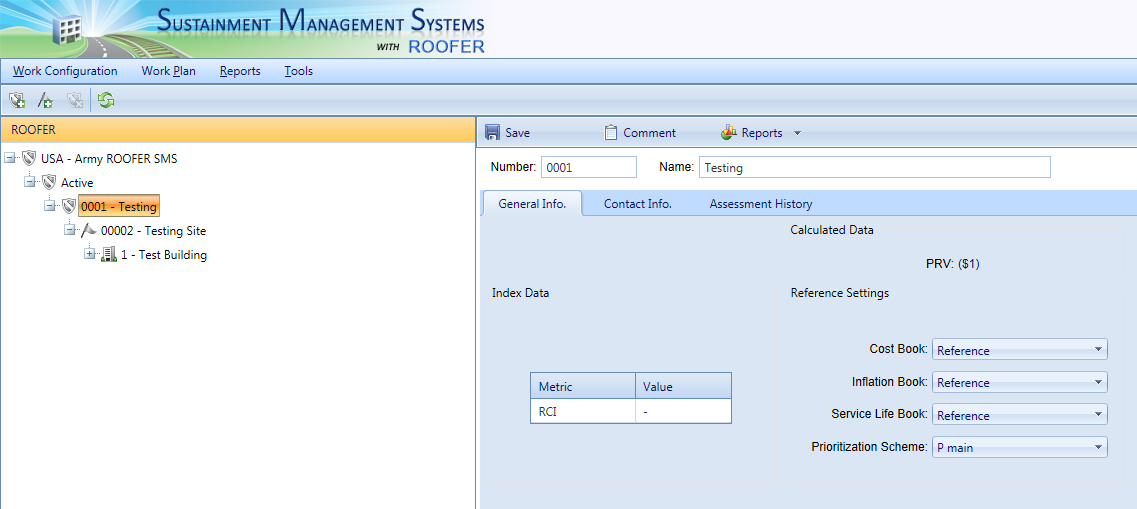 SUSTAINMENT MANAGEMENT SYSTEMS
WITH ROOFER
Work Configuration Work Plan Reports Tools
ROOFER
USA - Army ROOFER SMS
Active
0001 - Testing
00002 - Testing Site
1 - Test Building
Save Comment Reports
Number: 0001 Name: Testing
General Info. Contact Info. Assessment History
Calculated Data
PRV: ($1)
Index Data
Metric Value
RCI -
Reference Settings
Cost Book: Reference
Inflation Book: Reference
Service Life Book: Reference
Prioritization Scheme: P main